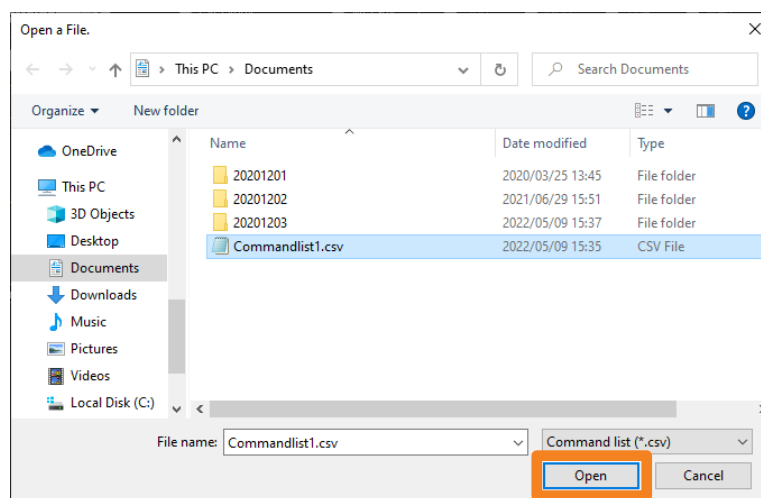 Open a File.
This PC > Documents
Search Documents
Organize New folder
Name Date modified Type
OneDrive
This PC
3D Objects
Desktop
Documents
Downloads
Music
Pictures
Videos
Local Disk (C:)
20201201 2020/03/25 13:45 File folder
20201202 2021/06/29 15:51 File folder
20201203 2022/05/09 15:37 File folder
Commandlist1.csv 2022/05/09 15:35 CSV File
File name: Commandlist1.csv Command list (*.csv)
Open Cancel